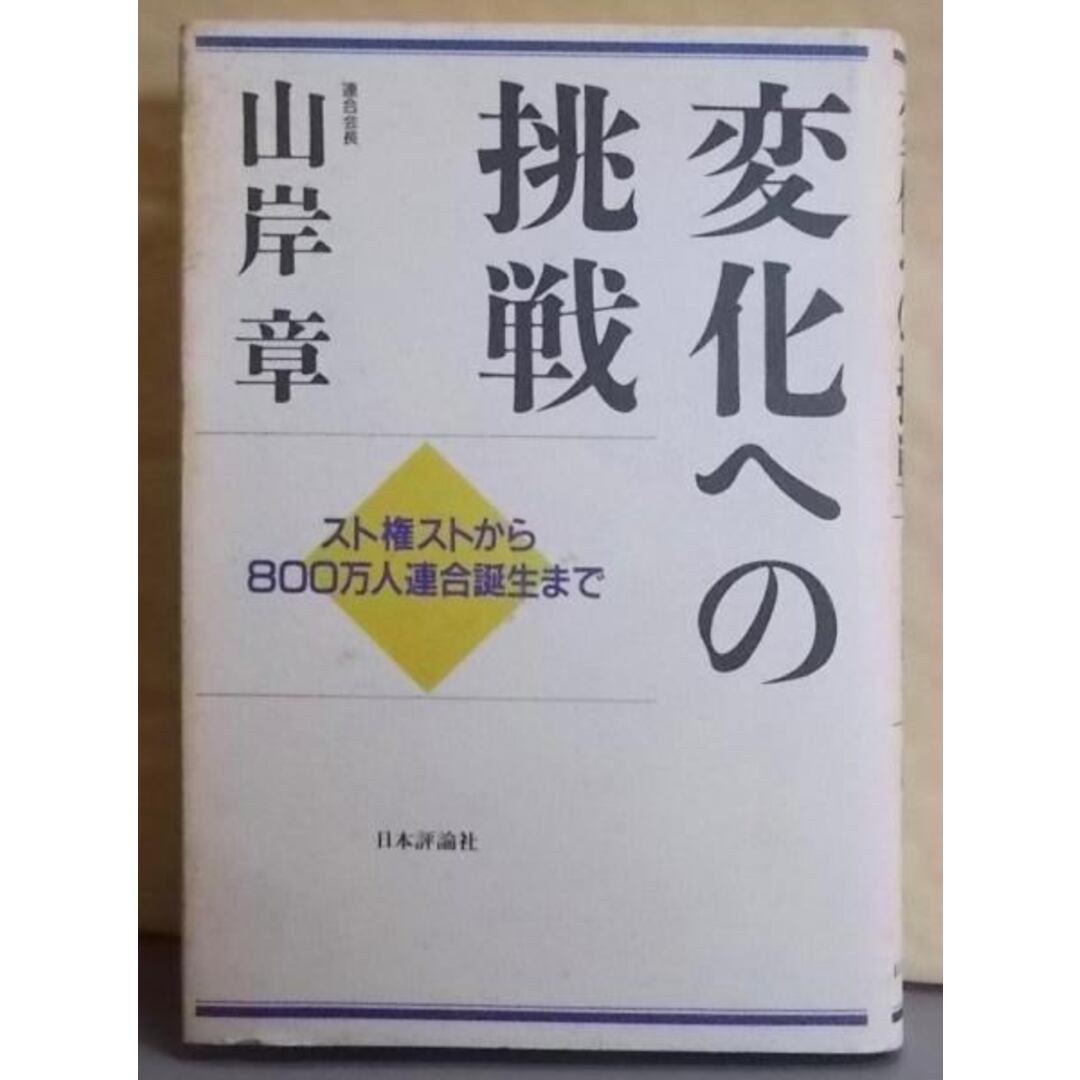 変化への
挑戦
連合会長
山岸 章
スト権ストから
800万人連合誕生まで
日本評論社